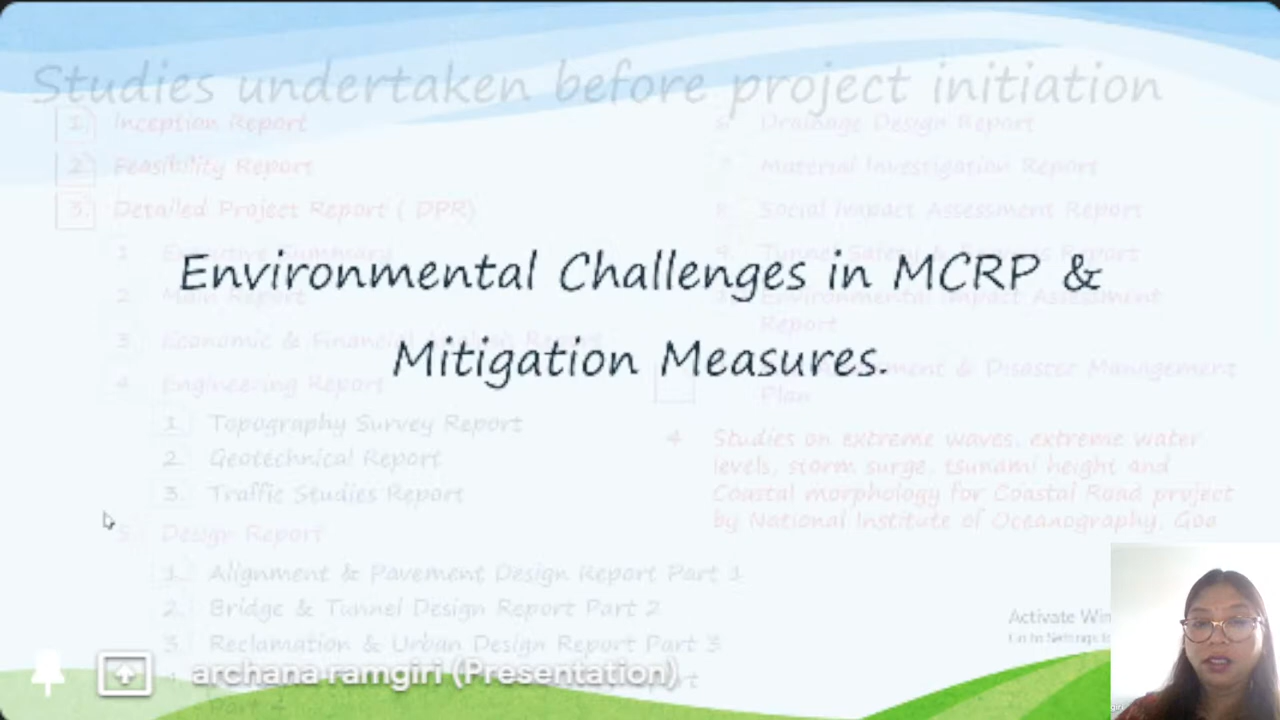 Studies undertaken before project initiation
1. Inception Report
2. Feasibility Report
3. Detailed Project Report ( DPR)
1 Executive Summary
2. Main Report
3 Economic & Financial Analysis Report
4 Engineering Report
1. Topography Survey Report
2. Geotechnical Report
3. Traffic Studies Report
5. Design Report
1. Alignment & Pavement Design Report Part 1
2. Bridge & Tunnel Design Report Part 2
3. Reclamation & Urban Design Report Part 3
Part 4
6. Drainage Design Report
Material Investigation Report
8. Social Impact Assessment Report
9. Tunnel Safety & Report
Environmental Impact Assessment
Report
& Disaster Management
Plan
4 Studies on extreme waves, extreme water
levels, storm surge, tsunami height and
Coastal morphology for Coastal Road project
by National Institute of Oceanography, Goa
Environmental Challenges in MCRP &
Mitigation Measures.
Activate Win
Go to Settings t
archana ramgiri (Presentation)